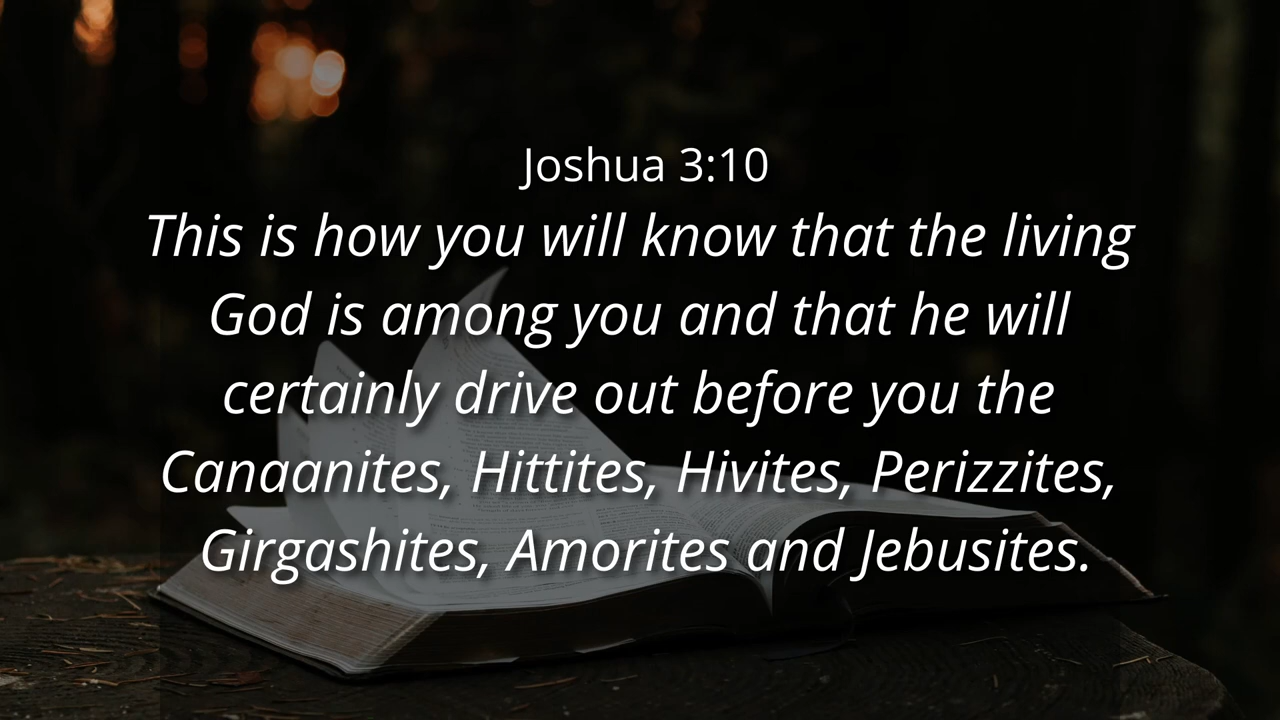 Joshua 3:10
This is how you will know that the living
God is among you and that he will
certainly drive out before you the
Canaanites, Hittites, Hivites, Perizzites,
Girgashites, Amorites and Jebusites.